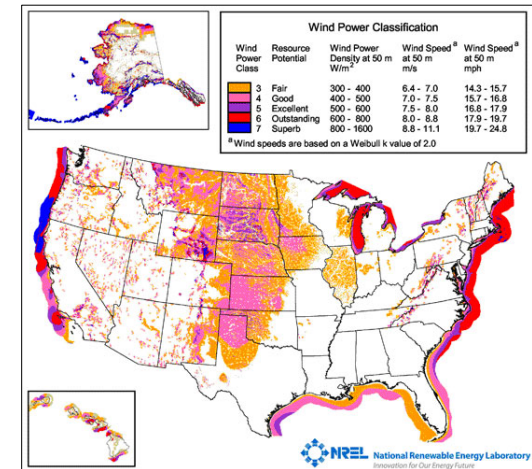 Wind Power Classification
Wind Power Class Resource Potential Wind Power Density at 50 m W/m² Wind Speed a at 50 m m/s Wind Speed a at 50 m mph
3 Fair 300 - 400 6.4 - 7.0 14.3 - 15.7
4 Good 400 - 500 7.0 - 7.5 15.7 - 16.8
5 Excellent 500 - 600 7.5 - 8.0 16.8 - 17.9
6 Outstanding 600 - 800 8.0 - 8.8 17.9 - 19.7
7 Superb 800 - 1600 8.8 - 11.1 19.7 - 24.8
a Wind speeds are based on a Weibull k value of 2.0
NREL National Renewable Energy Laboratory
Innovation for Our Energy Future